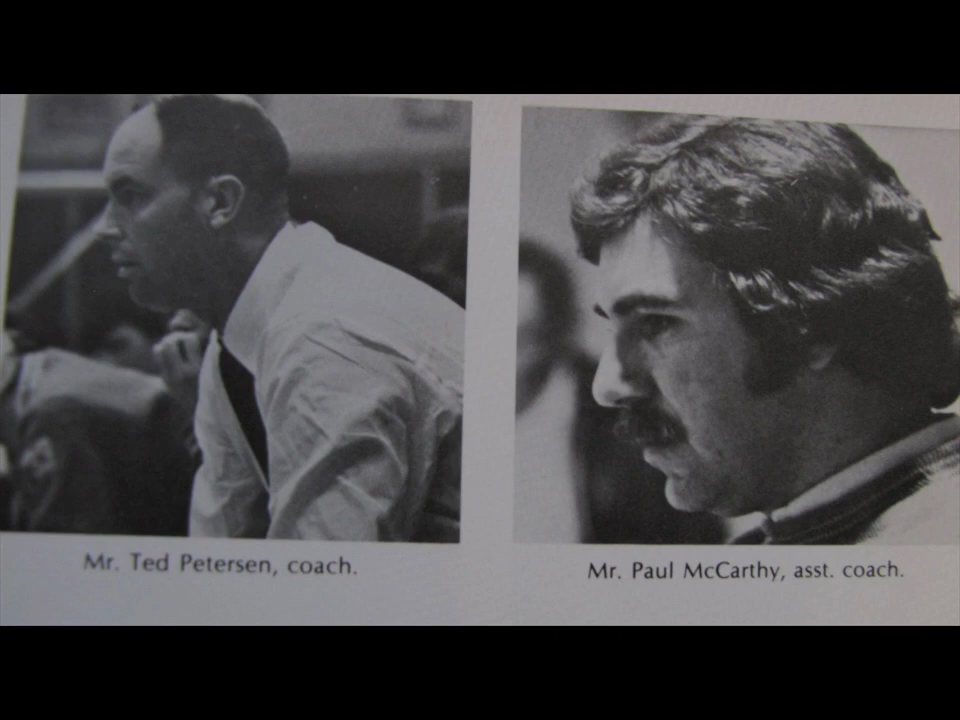 Mr. Ted Petersen, coach.
Mr. Paul McCarthy, asst. coach.